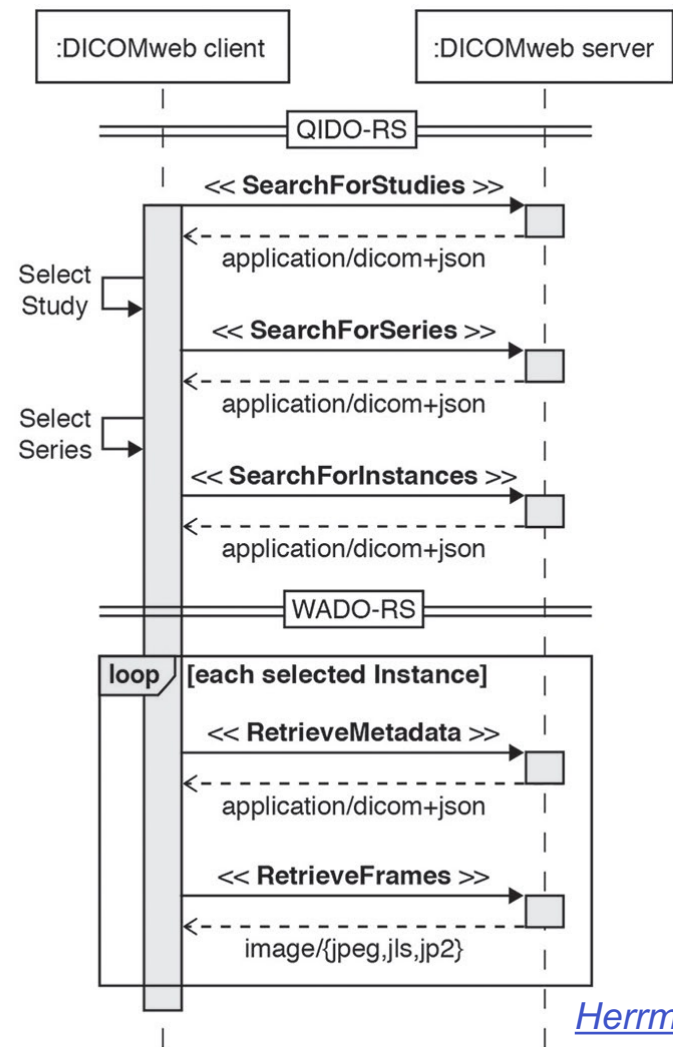 :DICOMweb client
:DICOMweb server
QIDO-RS
<< SearchForStudies >>
application/dicom+json
Select
Study
<< SearchForSeries >>
application/dicom+json
Select
Series
<< SearchForInstances >>
application/dicom+json
WADO-RS
loop [each selected Instance]
<< RetrieveMetadata >>
application/dicom+json
<< RetrieveFrames >>
image/{jpeg,jls,jp2}